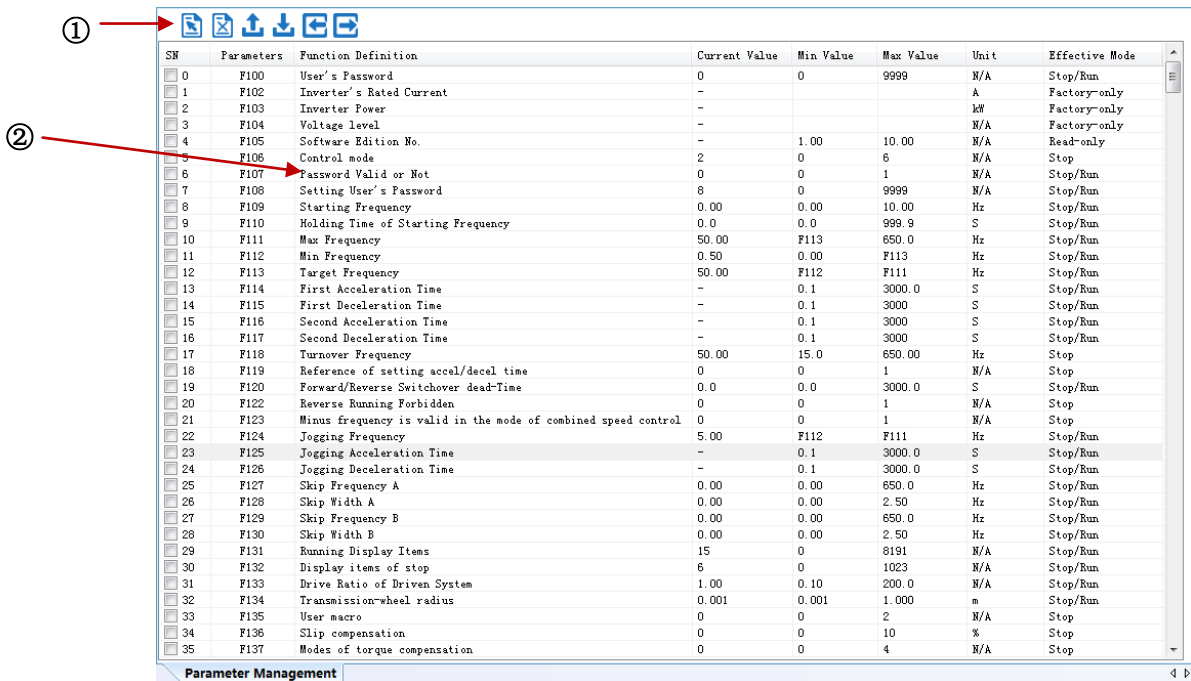 ①
SN Parameters Function Definition Current Value Min Value Max Value Unit Effective Mode
0 F100 User's Password 0 0 9999 N/A Stop/Run
1 F102 Inverter's Rated Current - A Factory-only
2 F103 Inverter Power - kW Factory-only
3 F104 Voltage level - N/A Factory-only
②
4 F105 Software Edition No. - 1.00 10.00 N/A Read-only
5 F106 Control mode 2 0 6 N/A Stop
6 F107 Password Valid or Not 0 0 1 N/A Stop/Run
7 F108 Setting User's Password 8 0 9999 N/A Stop/Run
8 F109 Starting Frequency 0.00 0.00 10.00 Hz Stop/Run
9 F110 Holding Time of Starting Frequency 0.0 0.0 999.9 S Stop/Run
10 F111 Max Frequency 50.00 F113 650.0 Hz Stop/Run
11 F112 Min Frequency 0.50 0.00 F113 Hz Stop/Run
12 F113 Target Frequency 50.00 F112 F111 Hz Stop/Run
13 F114 First Acceleration Time - 0.1 3000.0 S Stop/Run
14 F115 First Deceleration Time - 0.1 3000 S Stop/Run
15 F116 Second Acceleration Time - 0.1 3000 S Stop/Run
16 F117 Second Deceleration Time - 0.1 3000 S Stop/Run
17 F118 Turnover Frequency 50.00 15.0 650.00 Hz Stop
18 F119 Reference of setting accel/decel time 0 0 1 N/A Stop
19 F120 Forward/Reverse Switchover dead-Time 0.0 0.0 3000.0 S Stop/Run
20 F122 Reverse Running Forbidden 0 0 1 N/A Stop
21 F123 Minus frequency is valid in the mode of combined speed control 0 0 1 N/A Stop
22 F124 Jogging Frequency 5.00 F112 F111 Hz Stop/Run
23 F125 Jogging Acceleration Time - 0.1 3000.0 S Stop/Run
24 F126 Jogging Deceleration Time - 0.1 3000.0 S Stop/Run
25 F127 Skip Frequency A 0.00 0.00 650.0 Hz Stop/Run
26 F128 Skip Width A 0.00 0.00 2.50 Hz Stop/Run
27 F129 Skip Frequency B 0.00 0.00 650.0 Hz Stop/Run
28 F130 Skip Width B 0.00 0.00 2.50 Hz Stop/Run
29 F131 Running Display Items 15 0 8191 N/A Stop/Run
30 F132 Display items of stop 6 0 1023 N/A Stop/Run
31 F133 Drive Ratio of Driven System 1.00 0.10 200.0 N/A Stop/Run
32 F134 Transmission-wheel radius 0.001 0.001 1.000 m Stop/Run
33 F135 User macro 0 0 2 N/A Stop
34 F136 Slip compensation 0 0 10 % Stop
35 F137 Modes of torque compensation 0 0 4 N/A Stop
Parameter Management